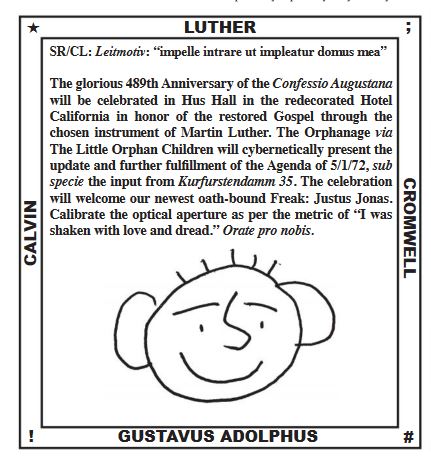 ★ LUTHER ;
SR/CL: Leitmotiv: “impelle intrare ut impleatur domus mea”
The glorious 489th Anniversary of the Confessio Augustana
will be celebrated in Hus Hall in the redecorated Hotel
California in honor of the restored Gospel through the
chosen instrument of Martin Luther. The Orphanage via
The Little Orphan Children will cybernetically present the
update and further fulfillment of the Agenda of 5/1/72, sub
specie the input from Kurfurstendamm 35. The celebration
will welcome our newest oath-bound Freak: Justus Jonas.
Calibrate the optical aperture as per the metric of “I was
shaken with love and dread.” Orate pro nobis.
CALVIN
CROMWELL
! GUSTAVUS ADOLPHUS #